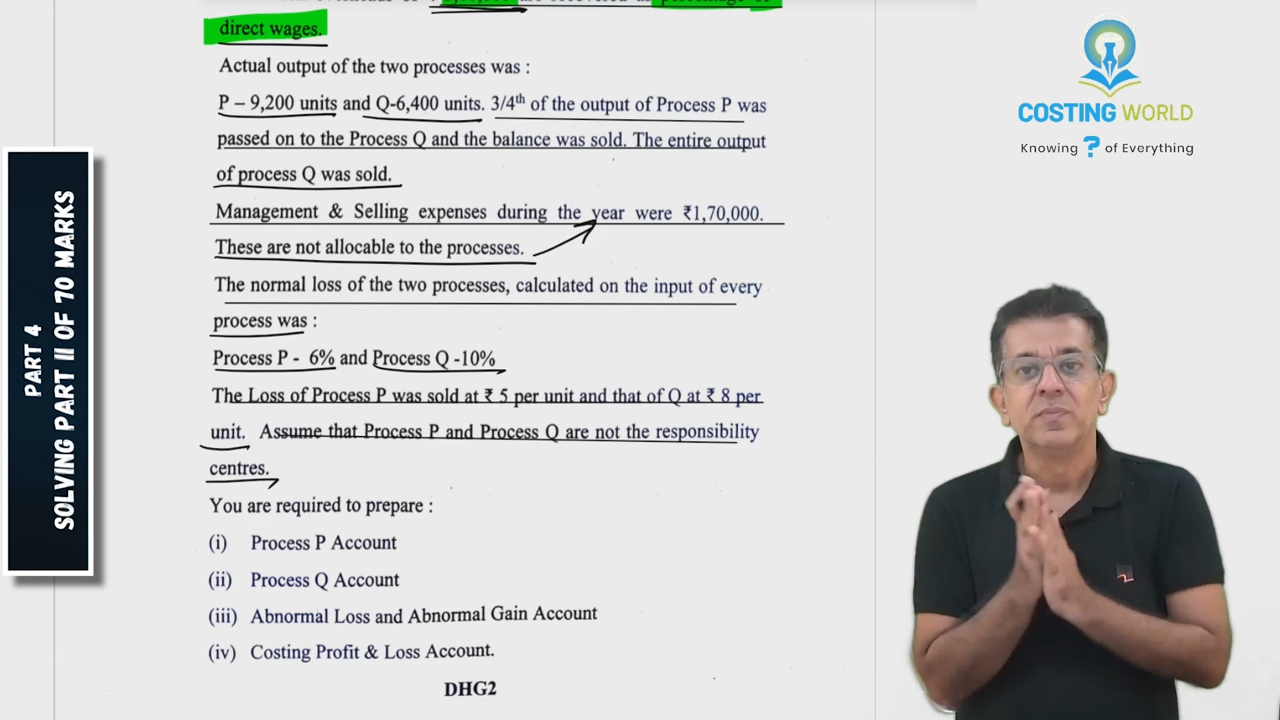 direct wages.
Actual output of the two processes was :
P – 9,200 units and Q-6,400 units. 3/4th of the output of Process P was
passed on to the Process Q and the balance was sold. The entire output
of process Q was sold.
Management & Selling expenses during the year were ₹1,70,000.
These are not allocable to the processes.
The normal loss of the two processes, calculated on the input of every
process was :
Process P - 6% and Process Q -10%
The Loss of Process P was sold at ₹ 5 per unit and that of Q at ₹ 8 per
unit. Assume that Process P and Process Q are not the responsibility
centres.
You are required to prepare :
(i) Process P Account
(ii) Process Q Account
(iii) Abnormal Loss and Abnormal Gain Account
(iv) Costing Profit & Loss Account.
DHG2
PART 4
SOLVING PART II OF 70 MARKS
COSTING WORLD
Knowing ? of Everything